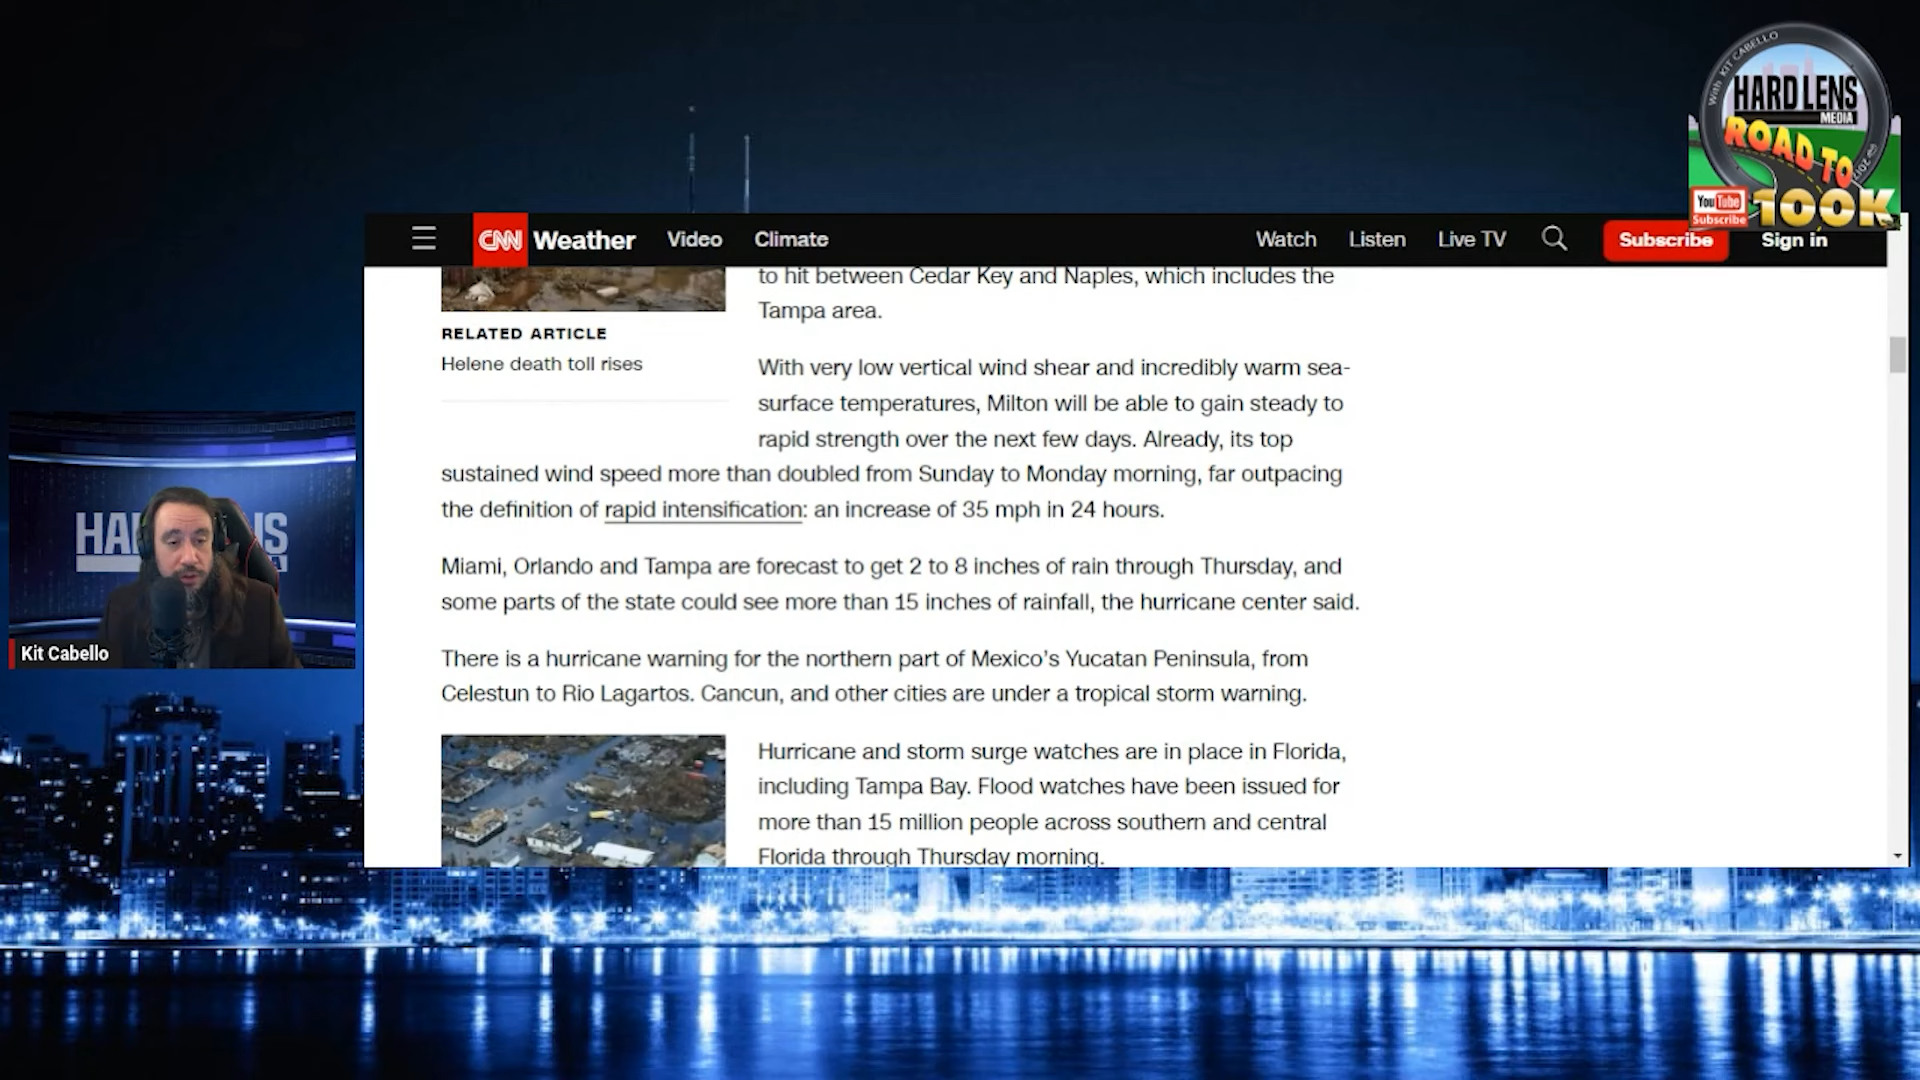 With KIT CABELLO
HARD LENS
MEDIA
ROAD TO
YouTube
Subscribe
100K
CNN Weather Video Climate Watch Listen Live TV Subscribe Sign in
to hit between Cedar Key and Naples, which includes the
Tampa area.
RELATED ARTICLE
Helene death toll rises
With very low vertical wind shear and incredibly warm sea-
surface temperatures, Milton will be able to gain steady to
rapid strength over the next few days. Already, its top
sustained wind speed more than doubled from Sunday to Monday morning, far outpacing
the definition of rapid intensification: an increase of 35 mph in 24 hours.
Miami, Orlando and Tampa are forecast to get 2 to 8 inches of rain through Thursday, and
some parts of the state could see more than 15 inches of rainfall, the hurricane center said.
There is a hurricane warning for the northern part of Mexico’s Yucatan Peninsula, from
Celestun to Rio Lagartos. Cancun, and other cities are under a tropical storm warning.
Hurricane and storm surge watches are in place in Florida,
including Tampa Bay. Flood watches have been issued for
more than 15 million people across southern and central
Florida through Thursday morning.
Kit Cabello